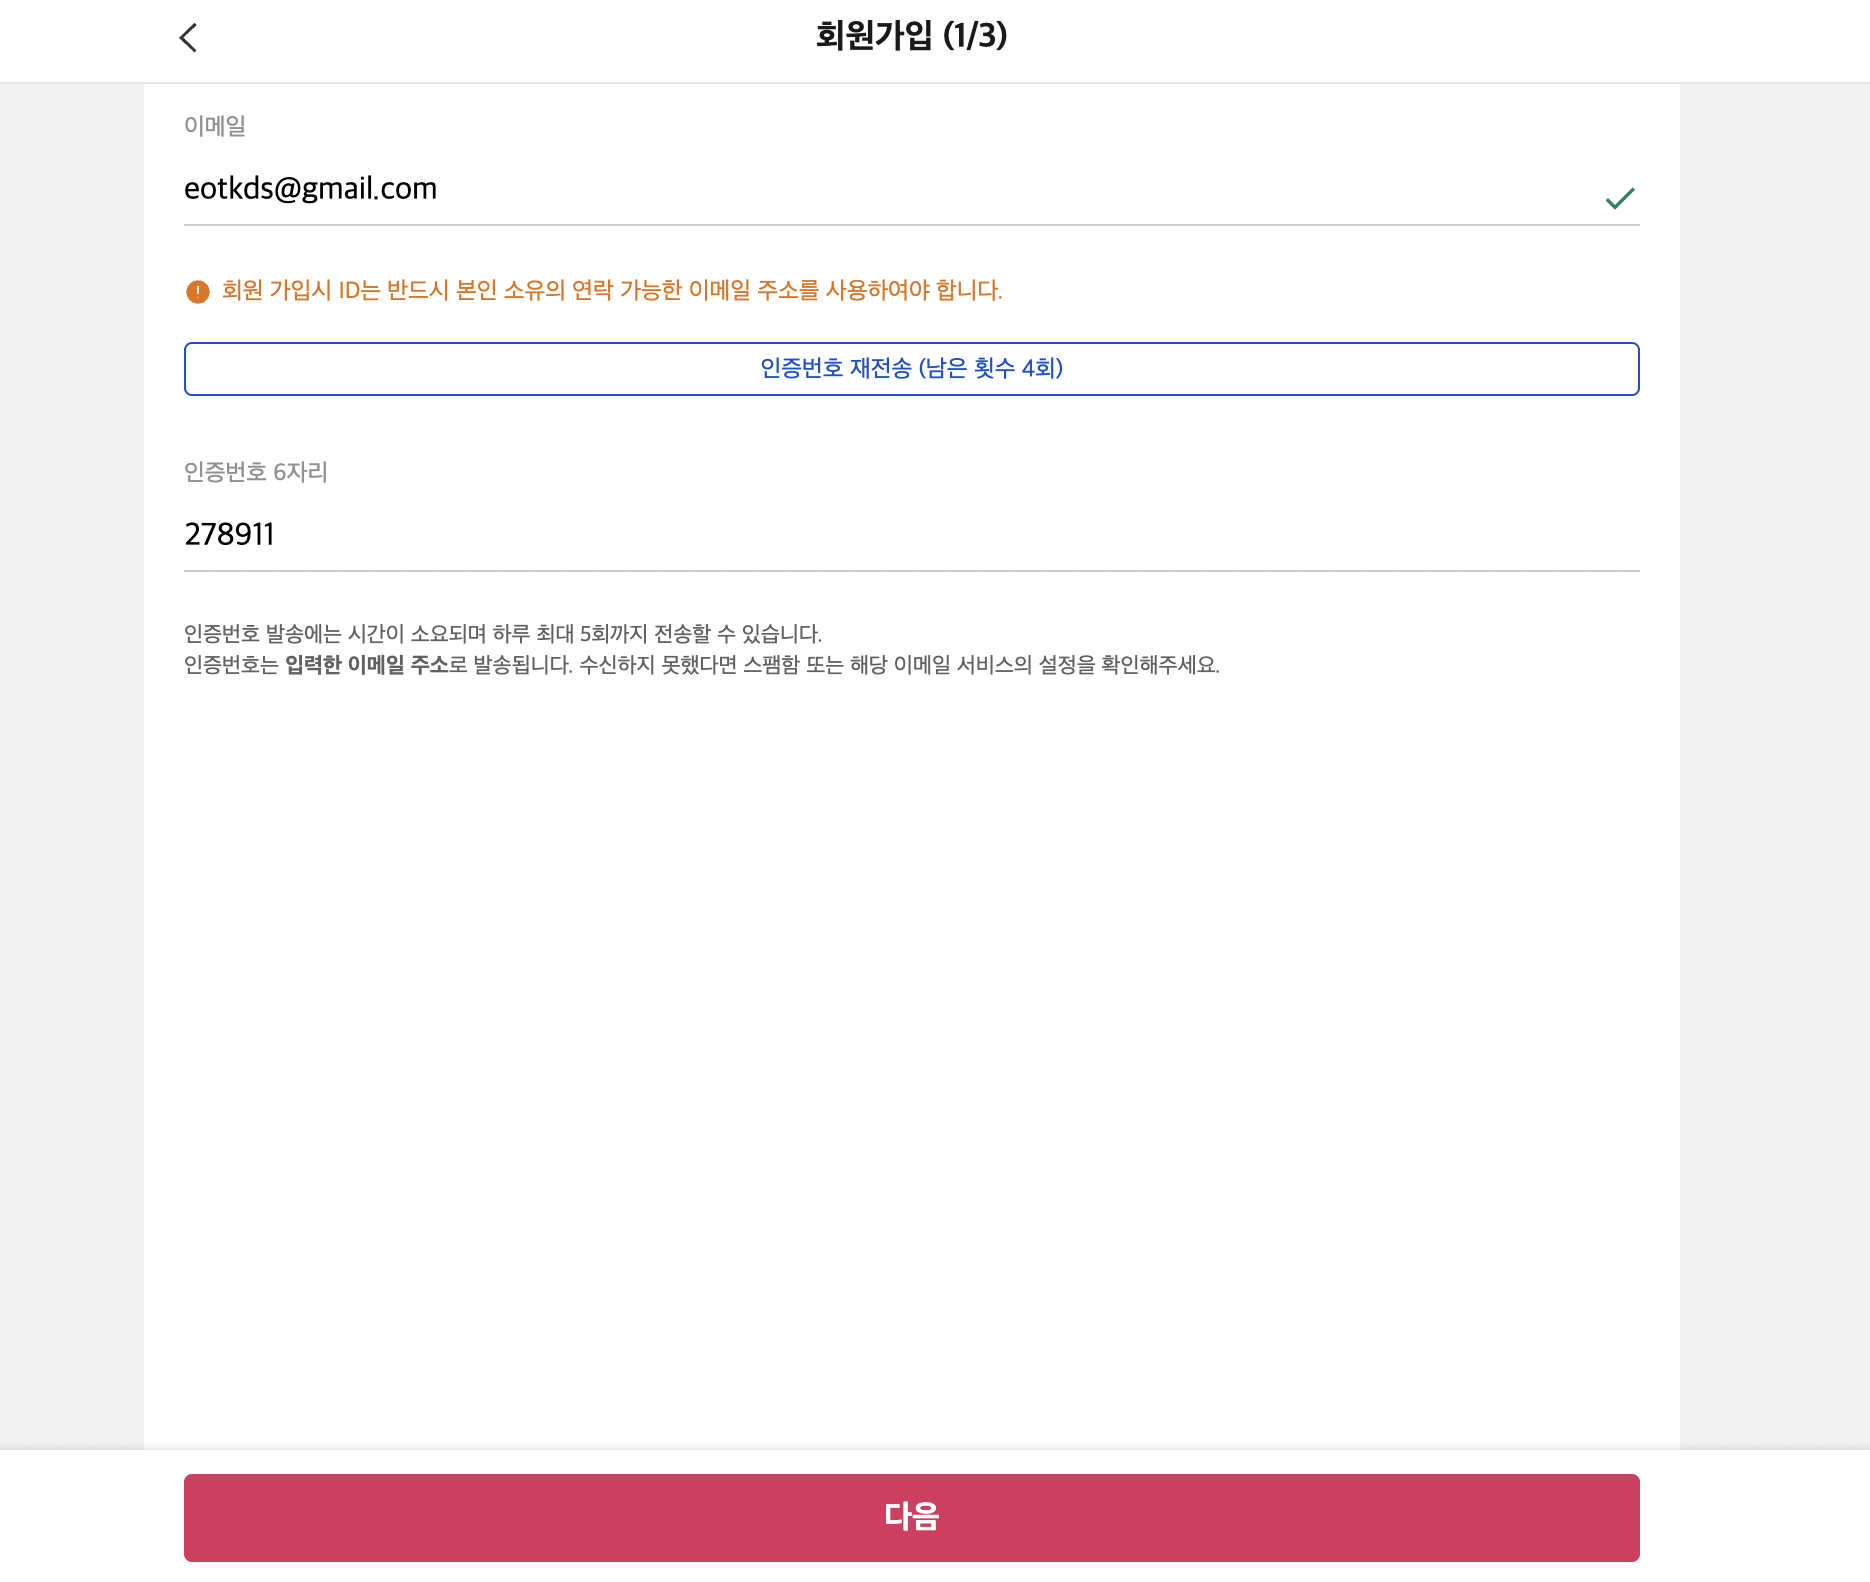 회원가입 (1/3)
이메일
eotkds@gmail.com
회원 가입시 ID는 반드시 본인 소유의 연락 가능한 이메일 주소를 사용하여야 합니다.
인증번호 재전송 (남은 횟수 4회)
인증번호 6자리
278911
인증번호 발송에는 시간이 소요되며 하루 최대 5회까지 전송할 수 있습니다.
인증번호는 입력한 이메일 주소로 발송됩니다. 수신하지 못했다면 스팸함 또는 해당 이메일 서비스의 설정을 확인해주세요.
다음